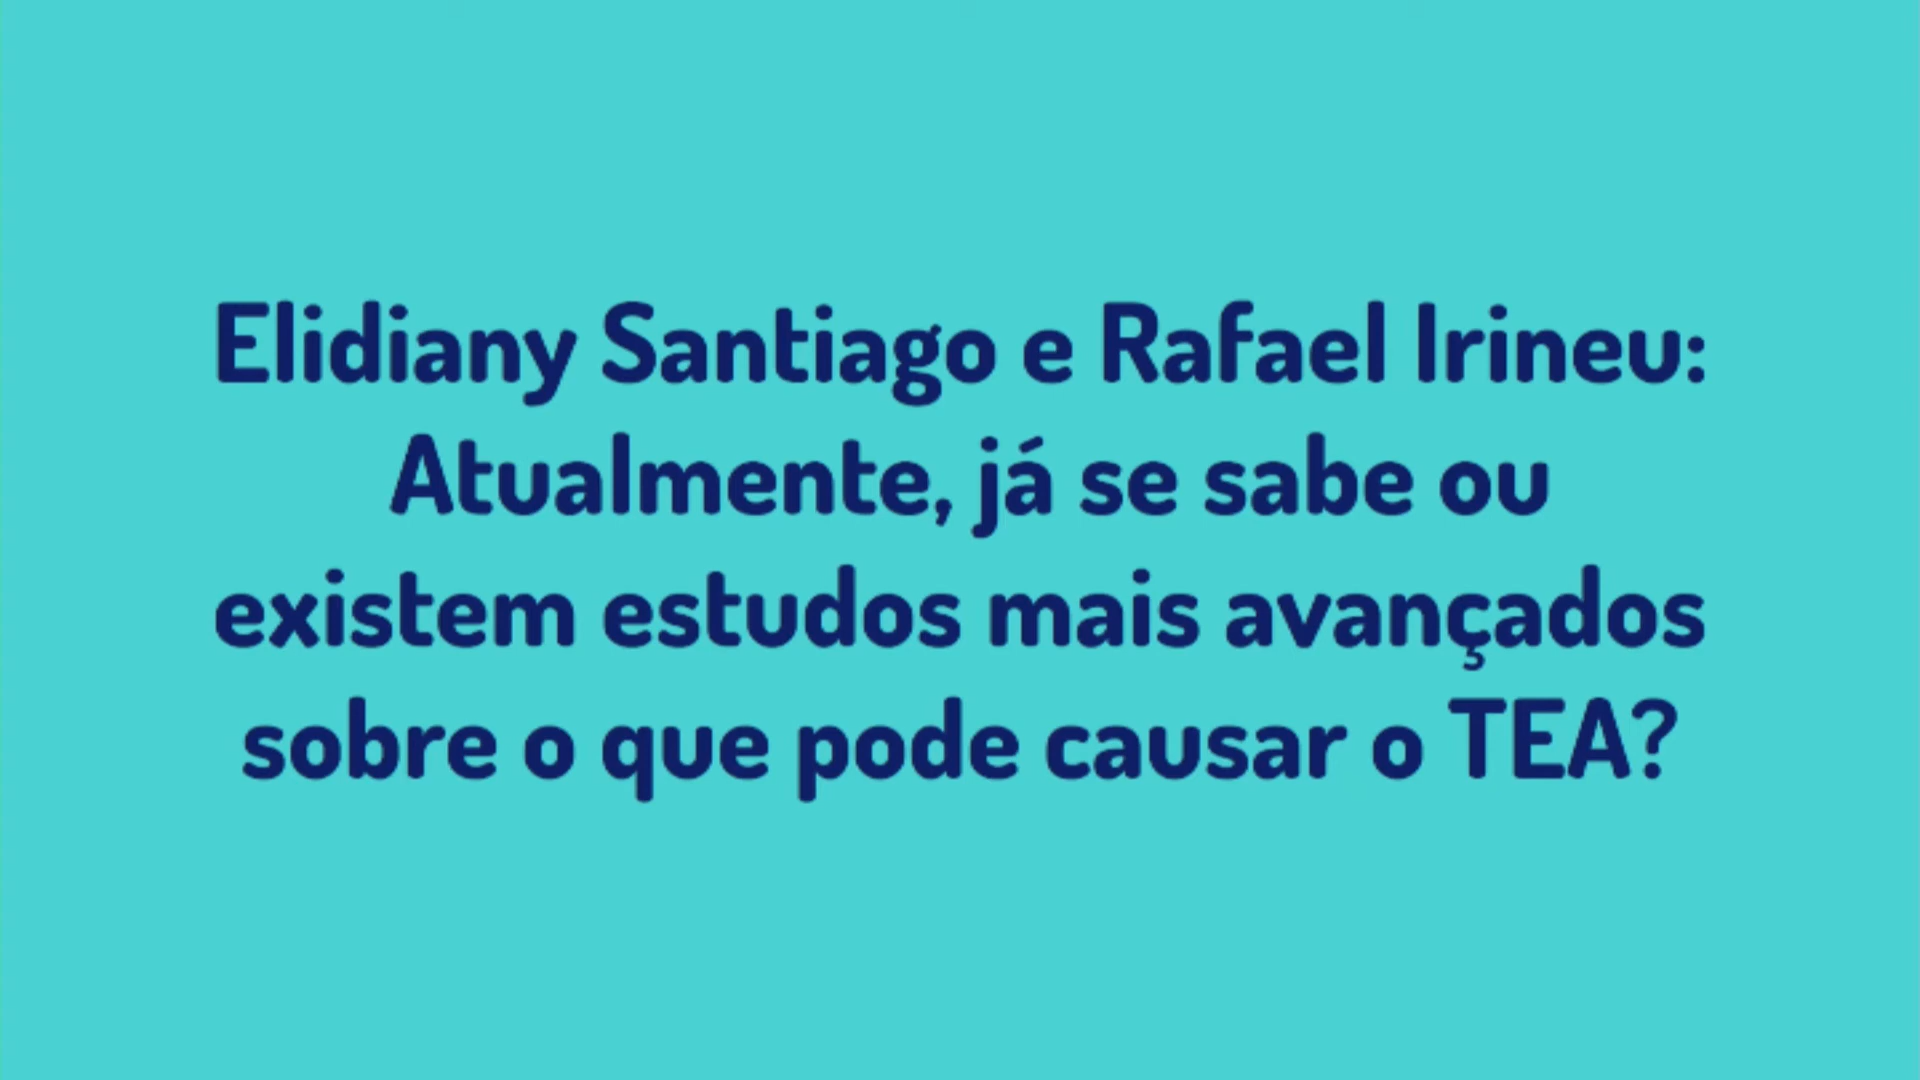 Elidiany Santiago e Rafael Irineu:
Atualmente, já se sabe ou
existem estudos mais avançados
sobre o que pode causar o TEA?